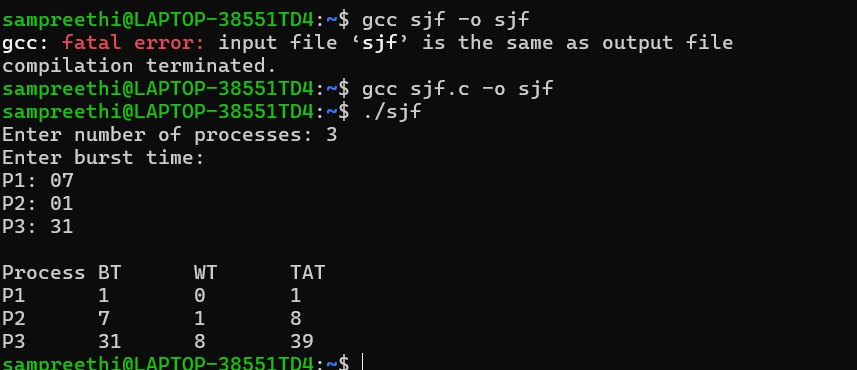 sampreethi@LAPTOP-38551TD4:~$ gcc sjf -o sjf
gcc: fatal error: input file ‘sjf’ is the same as output file
compilation terminated.
sampreethi@LAPTOP-38551TD4:~$ gcc sjf.c -o sjf
sampreethi@LAPTOP-38551TD4:~$ ./sjf
Enter number of processes: 3
Enter burst time:
P1: 07
P2: 01
P3: 31
Process BT WT TAT
P1 1 0 1
P2 7 1 8
P3 31 8 39
sampreethi@LAPTOP-38551TD4:~$